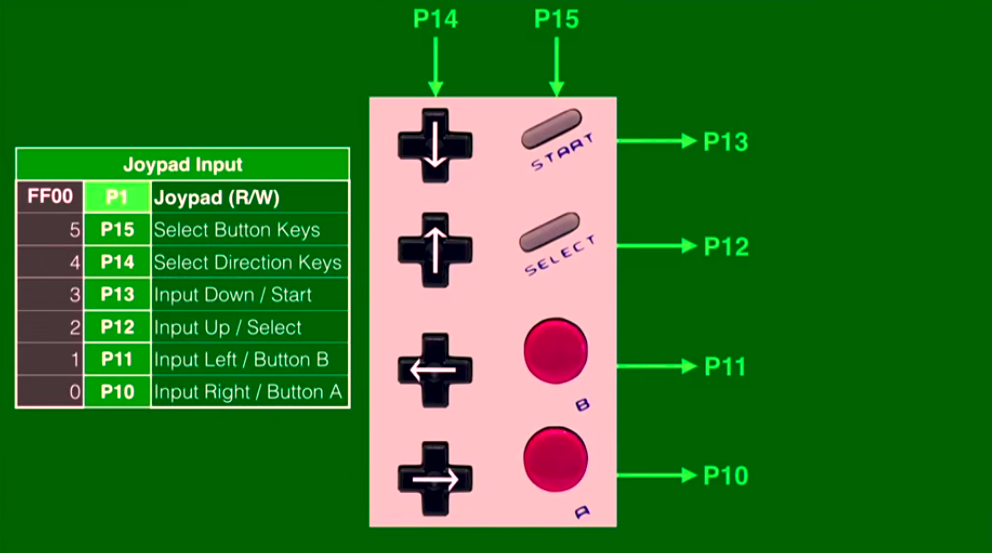 P14 P15
START P13
Joypad Input
FF00 P1 Joypad (R/W)
5 P15 Select Button Keys
4 P14 Select Direction Keys
SELECT P12
3 P13 Input Down / Start
2 P12 Input Up / Select
1 P11 Input Left / Button B
0 P10 Input Right / Button A
P11
B
P10
A